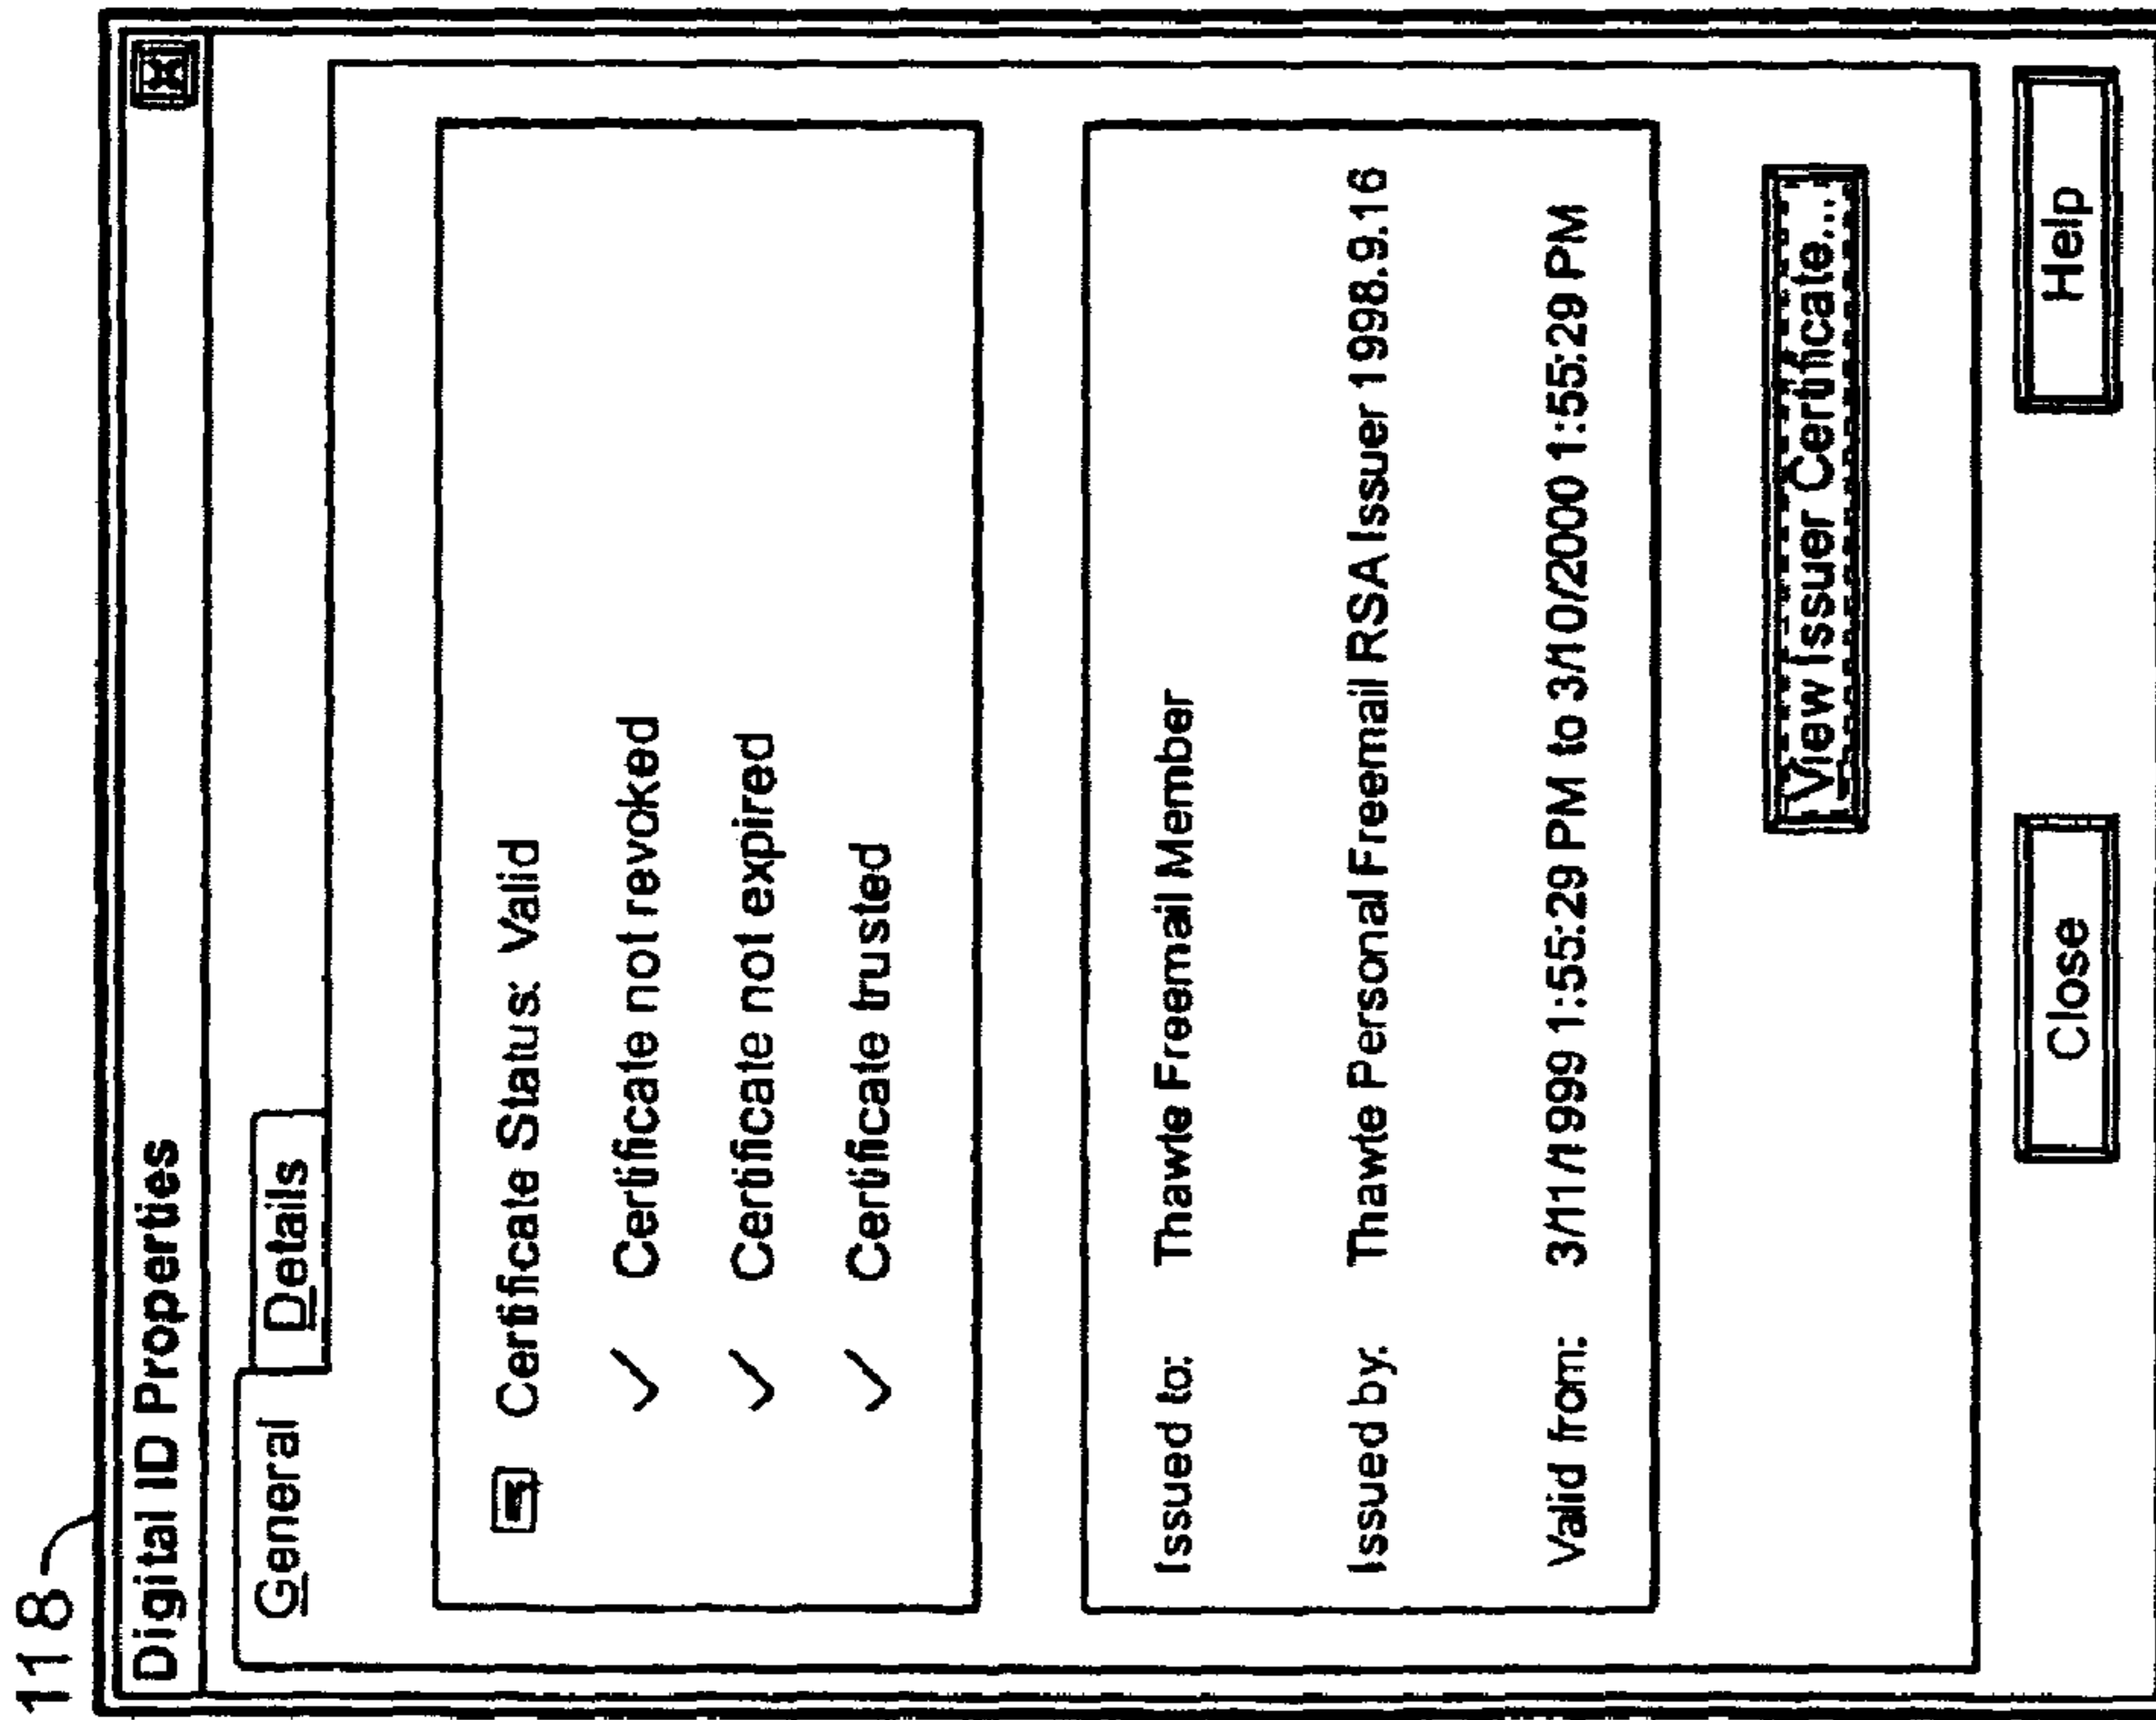 118
Digital ID Properties
General Details
Certificate Status: Valid
Certificate not revoked
Certificate not expired
Certificate trusted
Issued to: Thawte Freemail Member
Issued by: Thawte Personal Freemail RSA Issuer 1998.9.16
Valid from: 3/11/1999 1:55:29 PM to 3/10/2000 1:55:29 PM
View Issuer Certificate...
Close Help